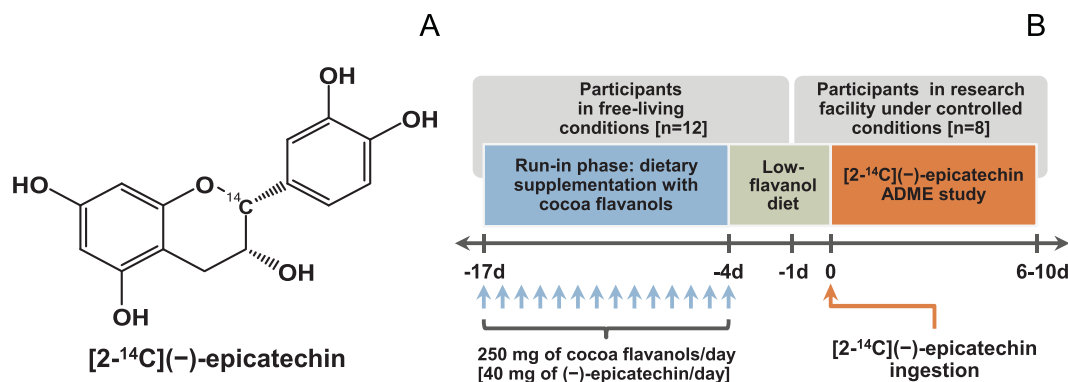 A
OH
OH
HO
O
14C
OH
OH
[2-14C](−)-epicatechin
B
Participants
in free-living
conditions [n=12]
Participants in research
facility under controlled
conditions [n=8]
Run-in phase: dietary
supplementation with
cocoa flavanols
Low-
flavanol
diet
[2-14C](−)-epicatechin
ADME study
-17d
-4d
-1d
0
6-10d
250 mg of cocoa flavanols/day
[40 mg of (−)-epicatechin/day]
[2-14C](−)-epicatechin
ingestion